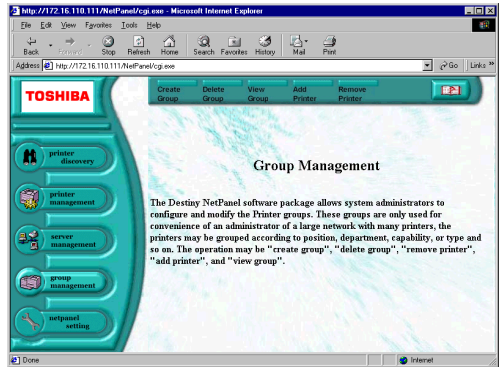 http://172.16.110.111/NetPanel/cgi.exe - Microsoft Internet Explorer
File Edit View Favorites Tools Help
Back Forward Stop Refresh Home Search Favorites History Mail Print
Address http://172.16.110.111/NetPanel/cgi.exe Go Links »
TOSHIBA
Create Group
Delete Group
View Group
Add Printer
Remove Printer
printer discovery
printer management
server management
group management
netpanel setting
Group Management
The Destiny NetPanel software package allows system administrators to
configure and modify the Printer groups. These groups are only used for
convenience of an administrator of a large network with many printers, the
printers may be grouped according to position, department, capability, or type and
so on. The operation may be "create group", "delete group", "remove printer",
"add printer", and "view group".
Done
Internet